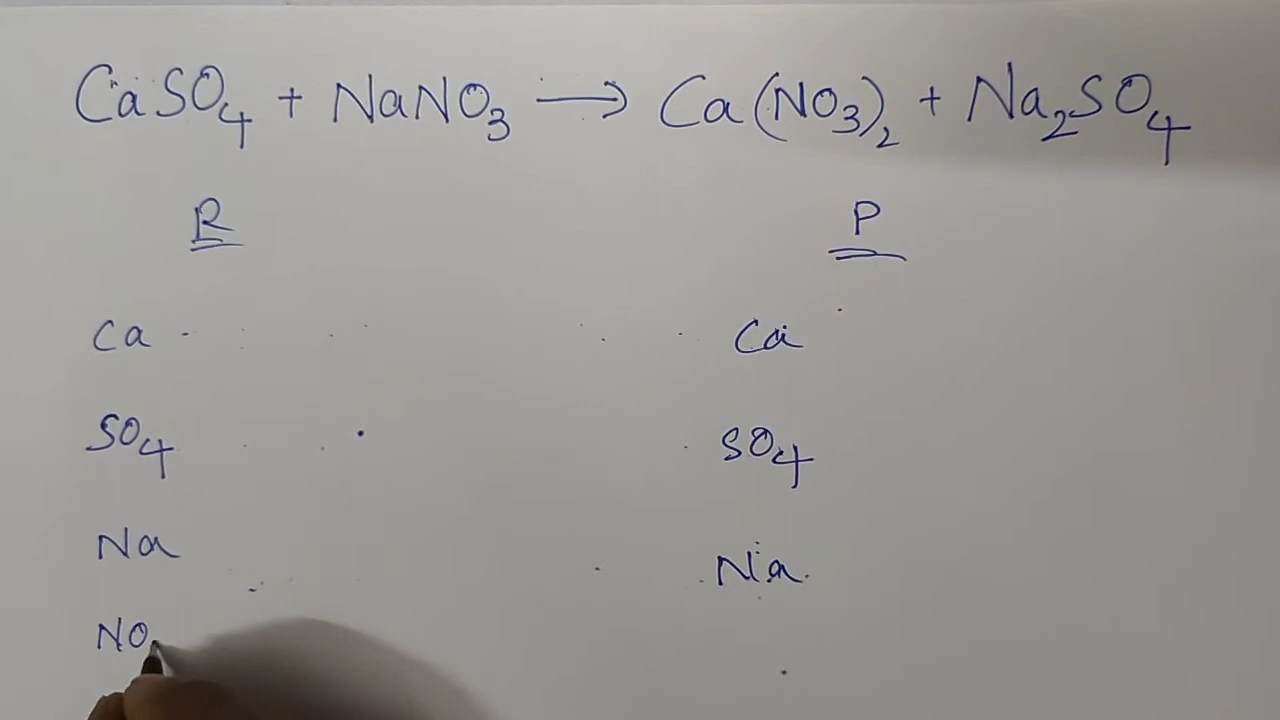 CaSO₄ + NaNO₃ → Ca(NO₃)₂ + Na₂SO₄
R P
Ca Ca
SO₄ SO₄
Na Na
NO